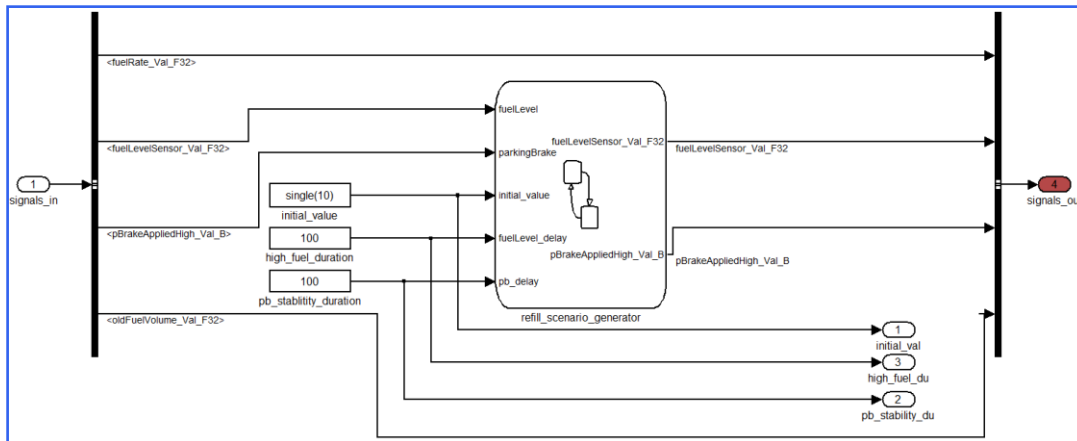 <fuelRate_Val_F32>
fuelLevel
<fuelLevelSensor_Val_F32>
fuelLevelSensor_Val_F32
fuelLevelSensor_Val_F32
parkingBrake
1
signals_in
4
signals_ou
single(10)
initial_value
initial_value
<pBrakeAppliedHigh_Val_B>
100
high_fuel_duration
fuelLevel_delay
pBrakeAppliedHigh_Val_B
pBrakeAppliedHigh_Val_B
100
pb_stablitity_duration
pb_delay
refill_scenario_generator
<oldFuelVolume_Val_F32>
1
initial_val
3
high_fuel_du
2
pb_stability_du